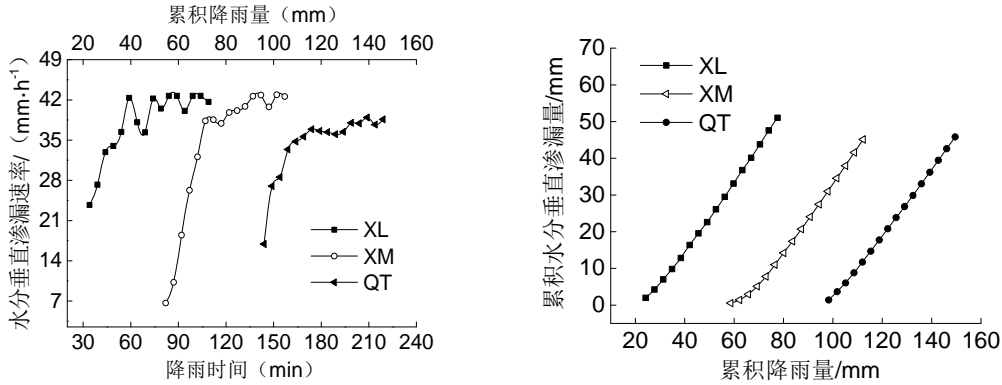 累积降雨量（mm）
20 40 60 80 100 120 140 160
49
42
35
28
21
14
7
水分垂直渗漏速率/（mm·h⁻¹）
XL
XM
QT
30 60 90 120 150 180 210 240
降雨时间（min）
70
60
50
40
30
20
10
0
累积水分垂直渗漏量/mm
XL
XM
QT
20 40 60 80 100 120 140 160
累积降雨量/mm